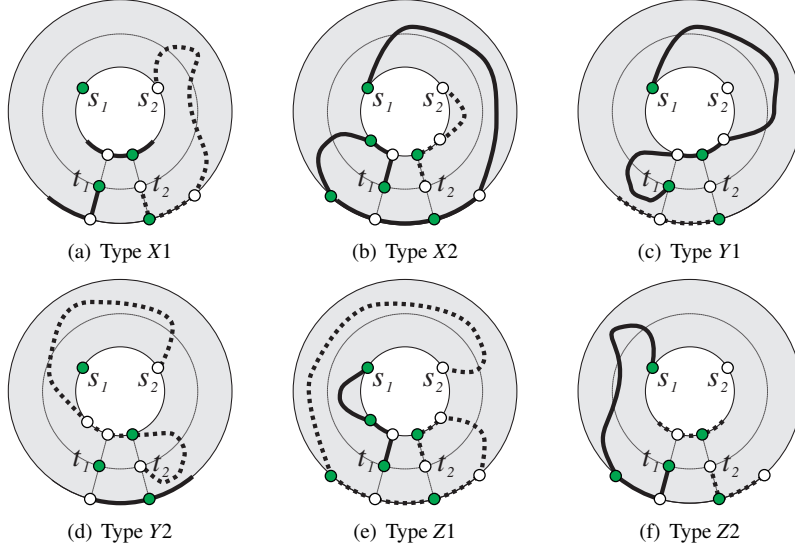 s1 s2
t1 t2
(a) Type X1
s1 s2
t1
t2
(b) Type X2
s1 s2
t1 t2
(c) Type Y1
s1 s2
t1 t2
(d) Type Y2
s1 s2
t1
t2
(e) Type Z1
s1 s2
t1
t2
(f) Type Z2